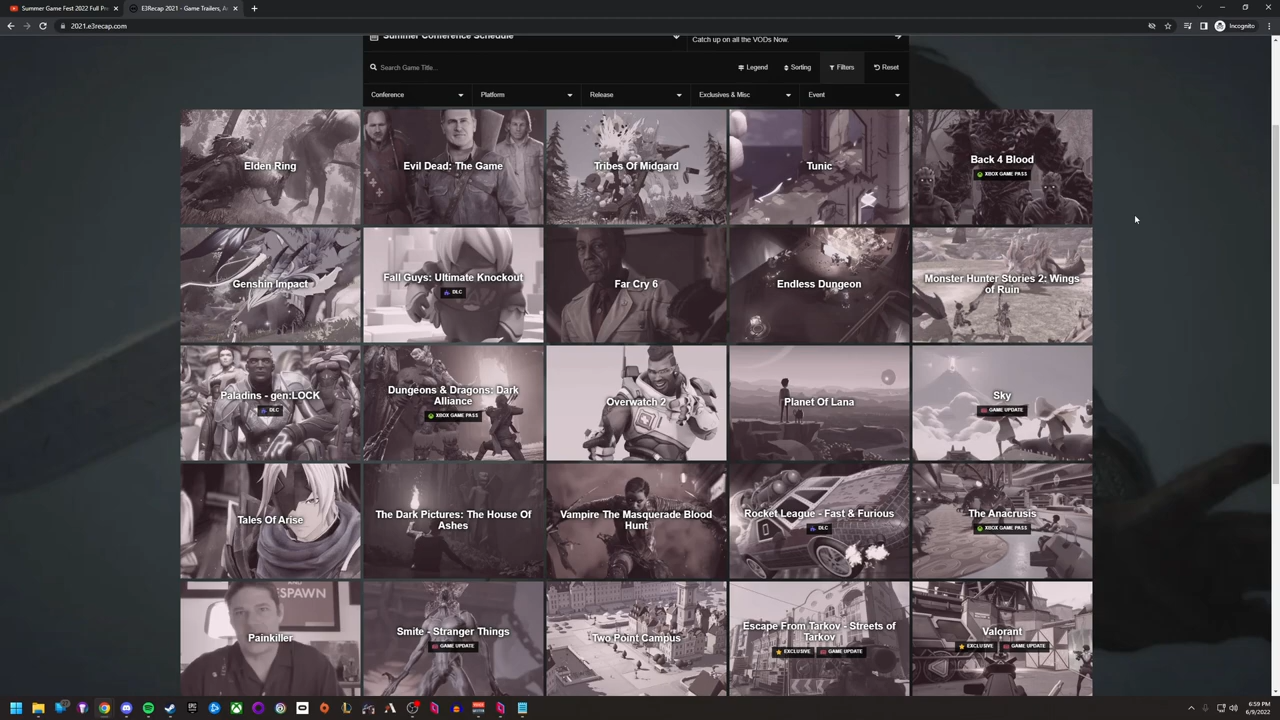 Summer Game Fest 2022 Full Pr
E3Recap 2021 - Game Trailers, A
2021.e3recap.com
Incognito
Summer Conference Schedule
Catch up on all the VODs Now.
Search Game Title...
Legend
Sorting
Filters
Reset
Conference
Platform
Release
Exclusives & Misc
Event
Elden Ring
Evil Dead: The Game
Tribes Of Midgard
Tunic
Back 4 Blood
XBOX GAME PASS
Genshin Impact
Fall Guys: Ultimate Knockout
DLC
Far Cry 6
Endless Dungeon
Monster Hunter Stories 2: Wings
of Ruin
Paladins - gen:LOCK
DLC
Dungeons & Dragons: Dark
Alliance
XBOX GAME PASS
Overwatch 2
Planet Of Lana
Sky
GAME UPDATE
Tales Of Arise
The Dark Pictures: The House Of
Ashes
Vampire The Masquerade Blood
Hunt
Rocket League - Fast & Furious
DLC
The Anacrusis
XBOX GAME PASS
AND
ESPAWN
Painkiller
Smite - Stranger Things
GAME UPDATE
Two Point Campus
Escape From Tarkov - Streets of
Tarkov
EXCLUSIVE
GAME UPDATE
Valorant
EXCLUSIVE
GAME UPDATE
6:59 PM
6/9/2022